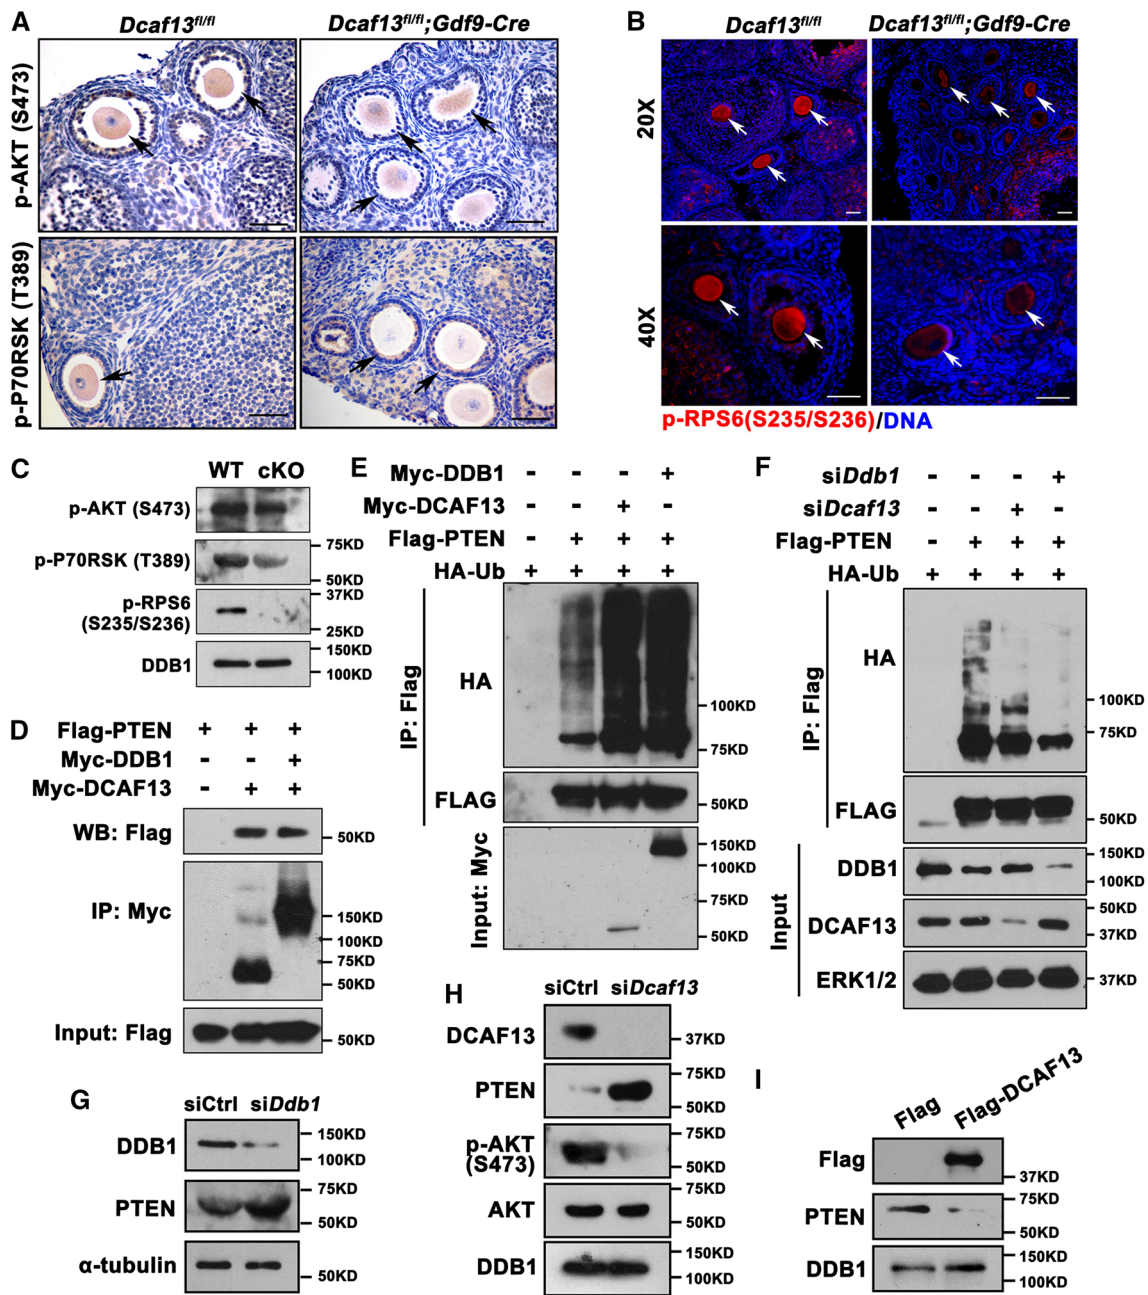 A
Dcaf13fl/fl
Dcaf13fl/fl;Gdf9-Cre
p-AKT (S473)
p-P70RSK (T389)
B
Dcaf13fl/fl
Dcaf13fl/fl;Gdf9-Cre
20X
40X
p-RPS6(S235/S236)/DNA
C
WT cKO
p-AKT (S473)
p-P70RSK (T389)
75KD
50KD
p-RPS6
(S235/S236)
37KD
25KD
DDB1
150KD
100KD
D
Flag-PTEN + + +
Myc-DDB1 - - +
Myc-DCAF13 - + +
WB: Flag
50KD
IP: Myc
150KD
100KD
75KD
50KD
Input: Flag
50KD
E
Myc-DDB1 - - - +
Myc-DCAF13 - - + -
Flag-PTEN - + + +
HA-Ub + + + +
IP: Flag
HA
100KD
75KD
FLAG
50KD
Input: Myc
150KD
100KD
75KD
50KD
F
siDdb1 - - - +
siDcaf13 - - + -
Flag-PTEN - + + +
HA-Ub + + + +
IP: Flag
HA
100KD
75KD
FLAG
50KD
Input
DDB1
150KD
100KD
DCAF13
50KD
37KD
ERK1/2
37KD
G
siCtrl siDdb1
DDB1
150KD
100KD
PTEN
75KD
50KD
α-tubulin
50KD
H
siCtrl siDcaf13
DCAF13
37KD
PTEN
75KD
50KD
p-AKT
(S473)
75KD
50KD
AKT
75KD
50KD
DDB1
150KD
100KD
I
Flag
Flag-DCAF13
Flag
37KD
PTEN
75KD
50KD
DDB1
150KD
100KD